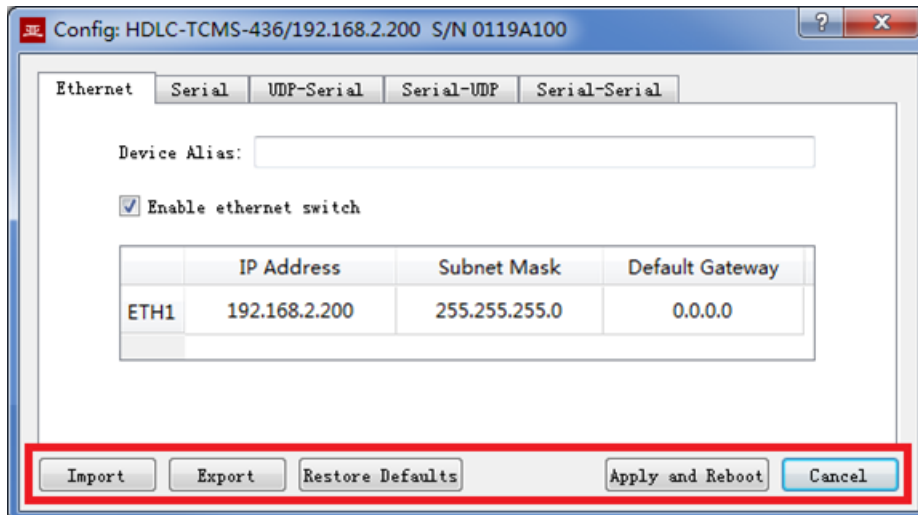 亚 Config: HDLC-TCMS-436/192.168.2.200 S/N 0119A100 ? X
Ethernet Serial UDP-Serial Serial-UDP Serial-Serial
Device Alias:
Enable ethernet switch
IP Address Subnet Mask Default Gateway
ETH1 192.168.2.200 255.255.255.0 0.0.0.0
Import Export Restore Defaults Apply and Reboot Cancel